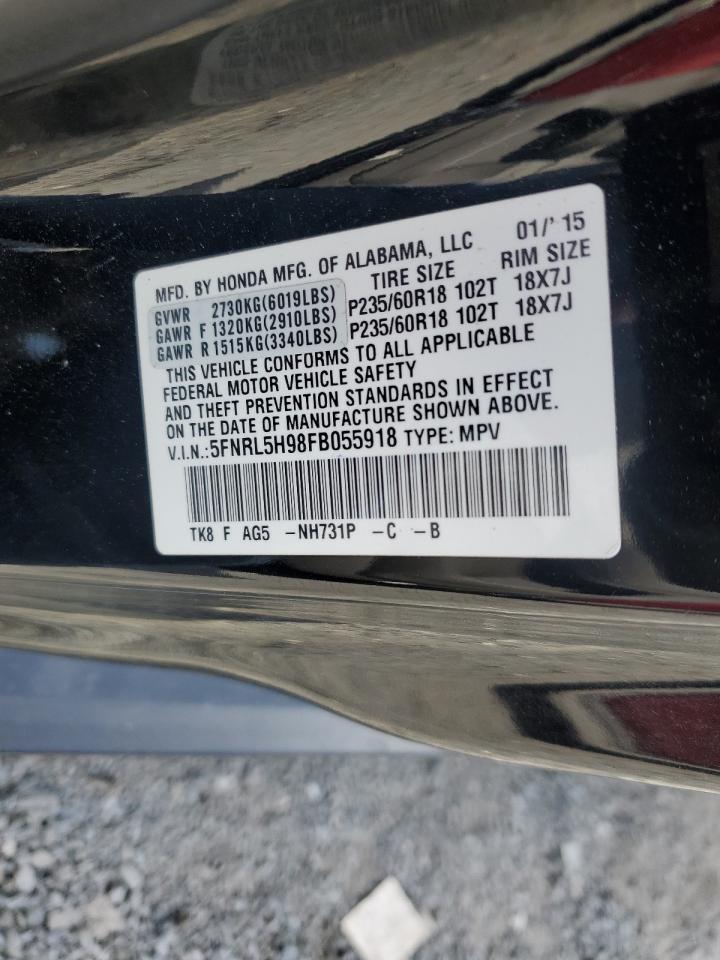 MFD. BY HONDA MFG. OF ALABAMA, LLC 01/' 15
TIRE SIZE RIM SIZE
GVWR 2730KG(6019LBS)
GAWR F 1320KG(2910LBS) P235/60R18 102T 18X7J
GAWR R 1515KG(3340LBS) P235/60R18 102T 18X7J
THIS VEHICLE CONFORMS TO ALL APPLICABLE
FEDERAL MOTOR VEHICLE SAFETY
AND THEFT PREVENTION STANDARDS IN EFFECT
ON THE DATE OF MANUFACTURE SHOWN ABOVE.
V.I.N.:5FNRL5H98FB055918 TYPE: MPV
TK8 F AG5 -NH731P -C -B